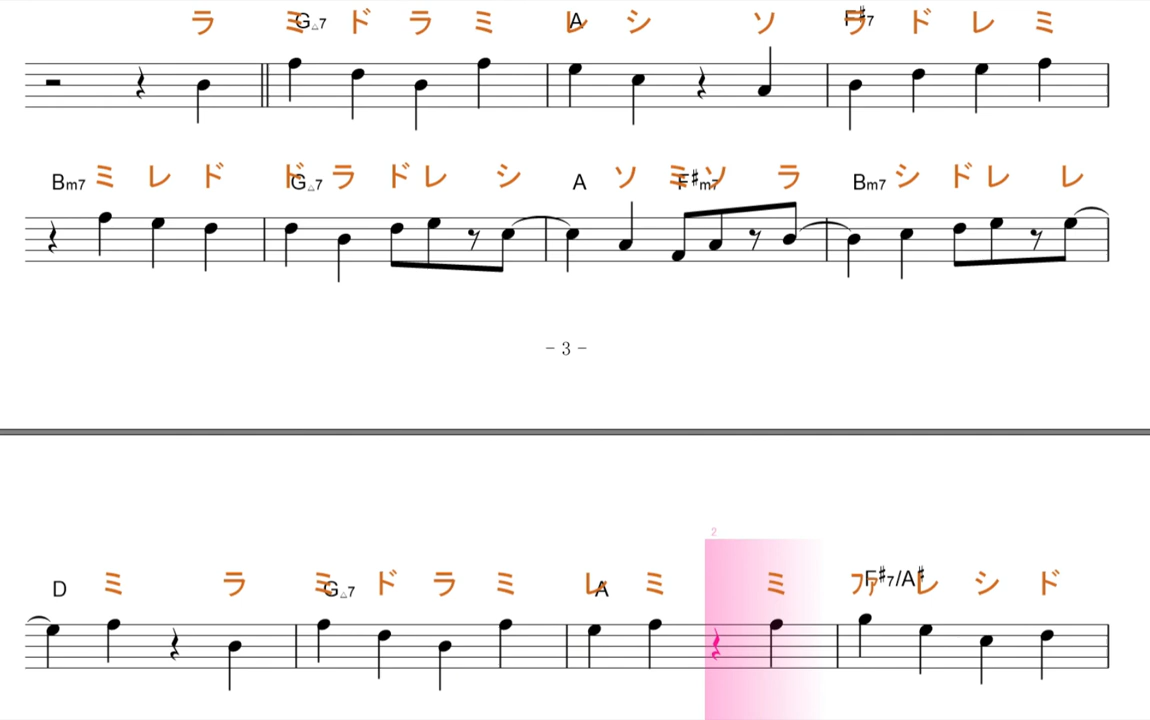 ラ ミ ド ラ ミ レ シ ソ ラ ド レ ミ
G△7 A F#7
ミ レ ド ド ラ ド レ シ ソ ミ ソ ラ シ ド レ レ
Bm7 G△7 A F#m7 Bm7
- 3 -
2
ミ ラ ミ ド ラ ミ レ ミ ミ ファ レ シ ド
D G△7 A F#7/A#